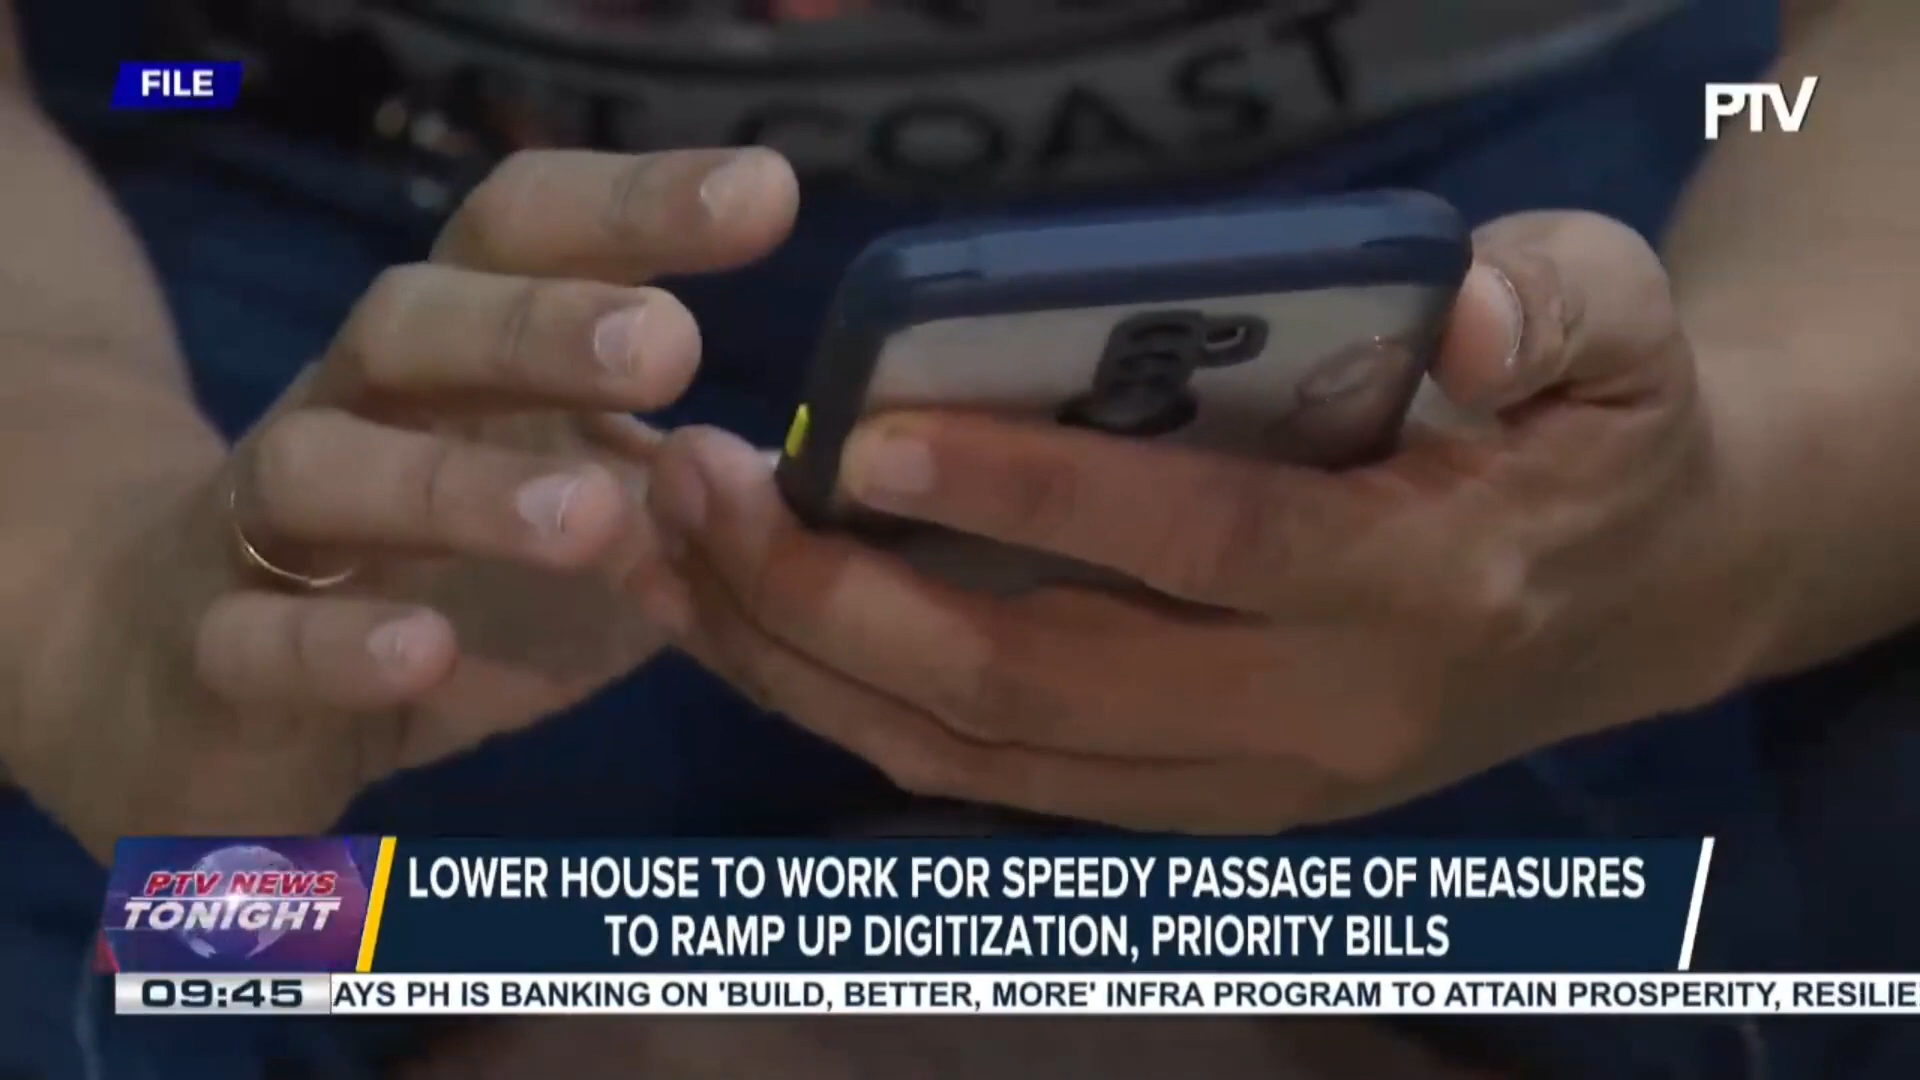 FILE
PTV
COAST
LOWER HOUSE TO WORK FOR SPEEDY PASSAGE OF MEASURES
TO RAMP UP DIGITIZATION, PRIORITY BILLS
PTV NEWS
TONIGHT
09:45
AYS PH IS BANKING ON 'BUILD, BETTER, MORE' INFRA PROGRAM TO ATTAIN PROSPERITY, RESILIE